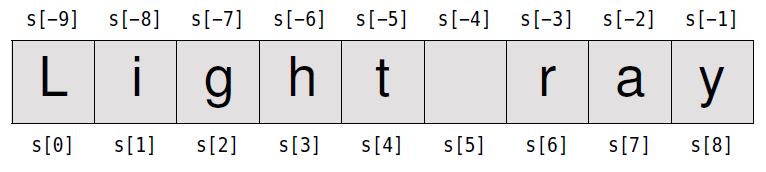 s[−9] s[−8] s[−7] s[−6] s[−5] s[−4] s[−3] s[−2] s[−1]
L i g h t r a y
s[0] s[1] s[2] s[3] s[4] s[5] s[6] s[7] s[8]